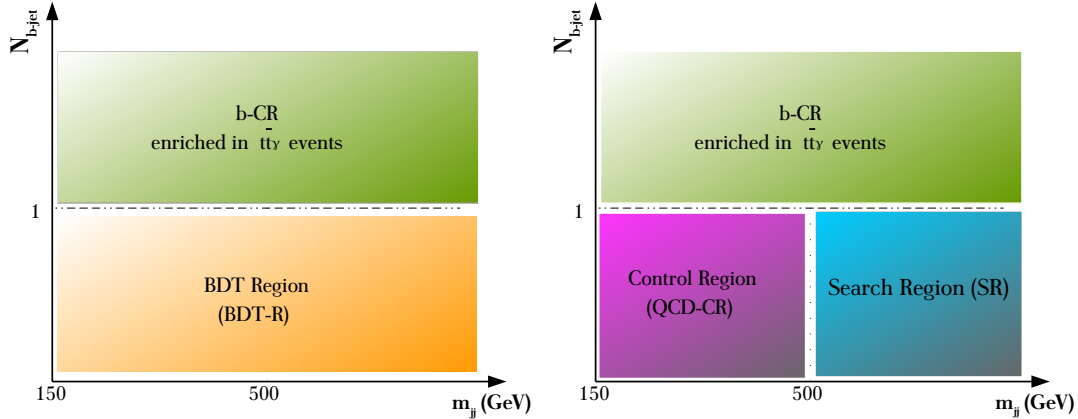 N_b-jet
b-CR
enriched in tt̄γ events
1
BDT Region
(BDT-R)
150
500
m_jj (GeV)
N_b-jet
b-CR
enriched in tt̄γ events
1
Control Region
(QCD-CR)
Search Region (SR)
150
500
m_jj (GeV)